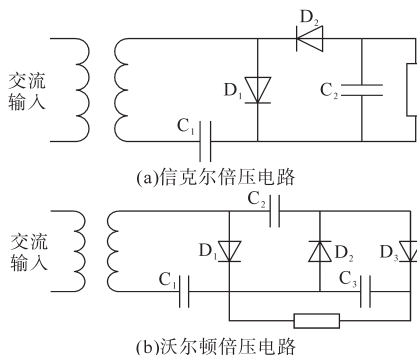 D₂
交流
输入
D₁
C₂
C₁
(a)信克尔倍压电路
C₂
交流
输入
D₁
D₂
D₃
C₁
C₃
(b)沃尔顿倍压电路